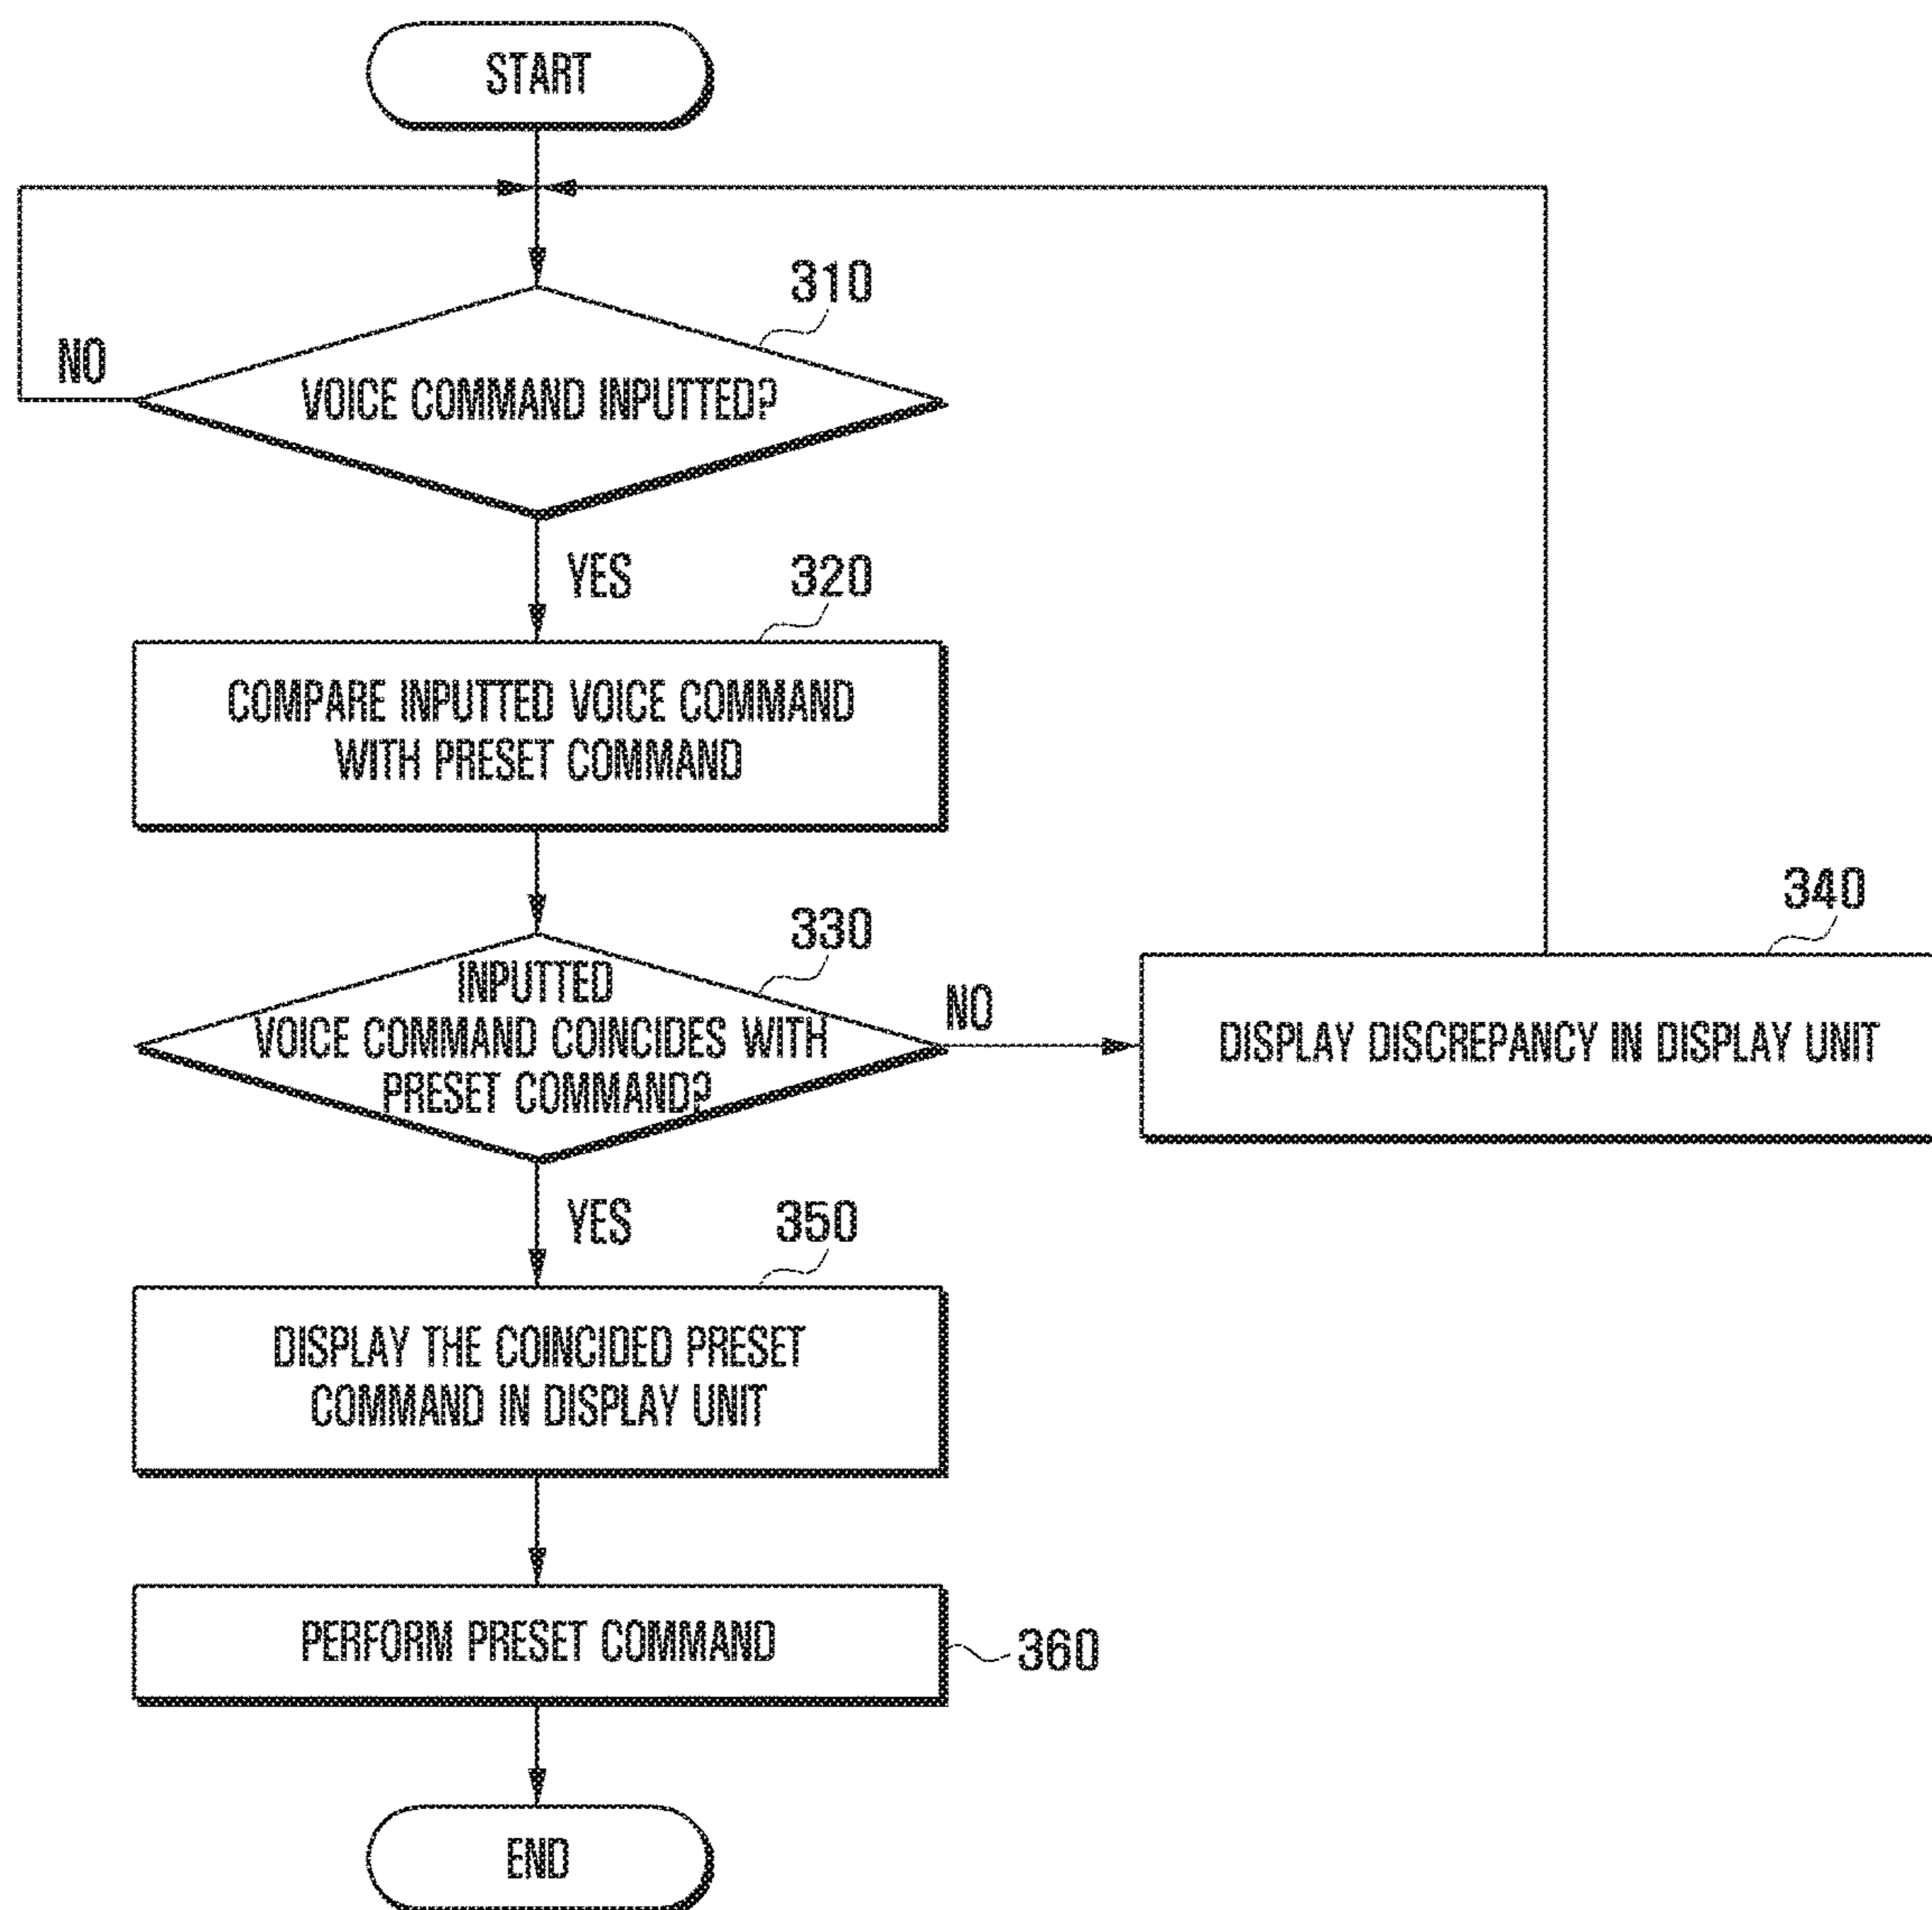 START
310
NO
VOICE COMMAND INPUTTED?
YES
320
COMPARE INPUTTED VOICE COMMAND
WITH PRESET COMMAND
330
INPUTTED
VOICE COMMAND COINCIDES WITH
PRESET COMMAND?
NO
340
DISPLAY DISCREPANCY IN DISPLAY UNIT
YES
350
DISPLAY THE COINCIDED PRESET
COMMAND IN DISPLAY UNIT
PERFORM PRESET COMMAND
360
END